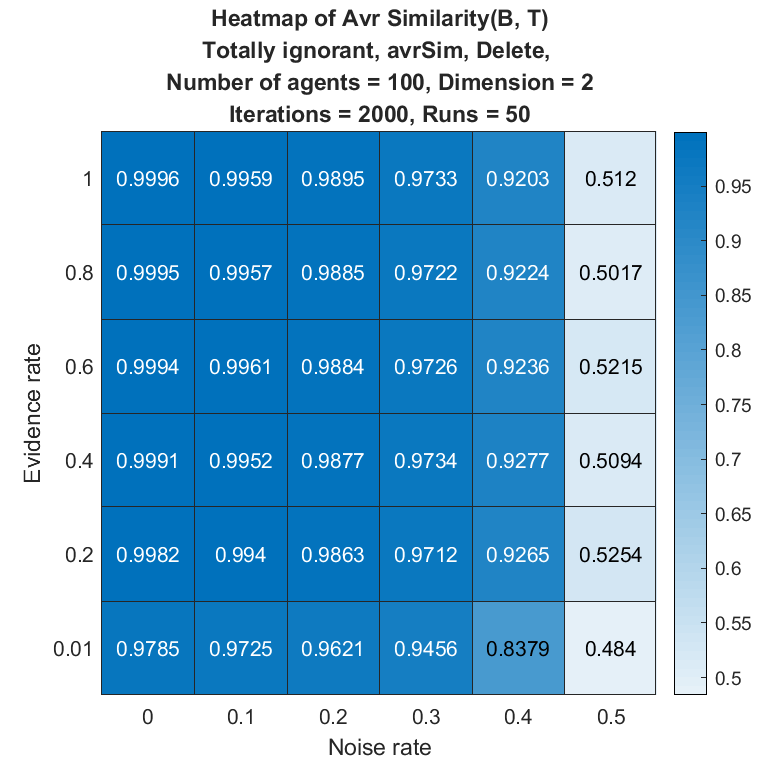 Heatmap of Avr Similarity(B, T)
Totally ignorant, avrSim, Delete,
Number of agents = 100, Dimension = 2
Iterations = 2000, Runs = 50
1 0.9996 0.9959 0.9895 0.9733 0.9203 0.512
0.8 0.9995 0.9957 0.9885 0.9722 0.9224 0.5017
0.6 0.9994 0.9961 0.9884 0.9726 0.9236 0.5215
0.4 0.9991 0.9952 0.9877 0.9734 0.9277 0.5094
0.2 0.9982 0.994 0.9863 0.9712 0.9265 0.5254
0.01 0.9785 0.9725 0.9621 0.9456 0.8379 0.484
0 0.1 0.2 0.3 0.4 0.5
Noise rate
Evidence rate
0.95
0.9
0.85
0.8
0.75
0.7
0.65
0.6
0.55
0.5